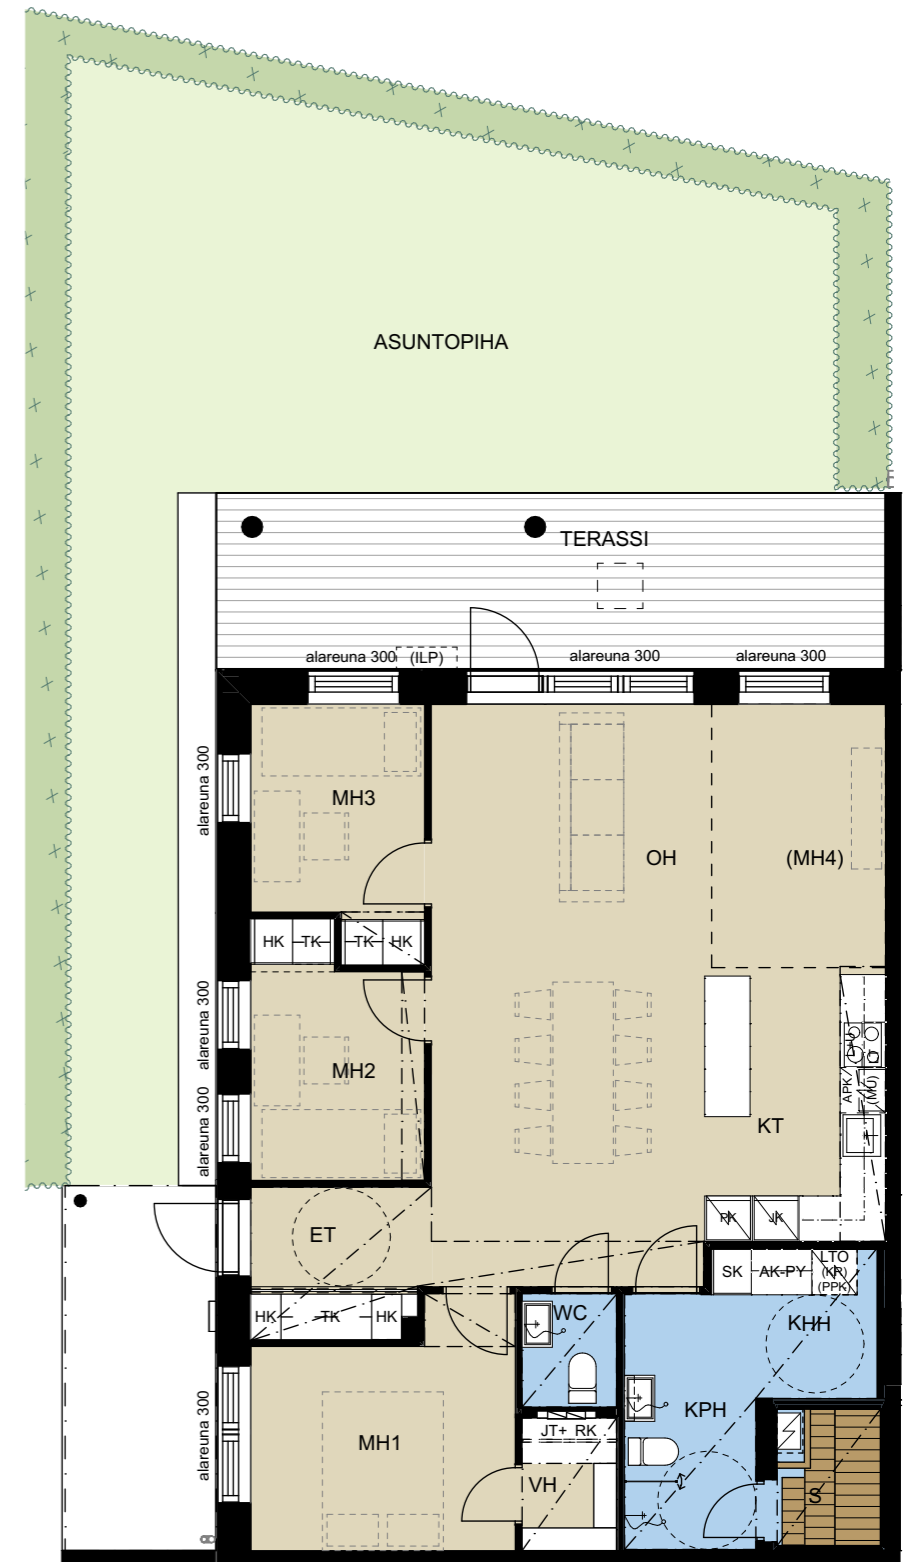 ASUNTOPIHA
TERASSI
alareuna 300
(ILP)
alareuna 300
alareuna 300
alareuna 300
MH3
OH
(MH4)
HK
TK
TK
HK
alareuna 300
MH2
LTU
APK/
(MU)
alareuna 300
KT
PK
JK
ET
SK
AK-PY
LTO
(KR)
(PPK)
HK
TK
HK
WC
KHH
KPH
alareuna 300
MH1
JT+ RK
VH
S